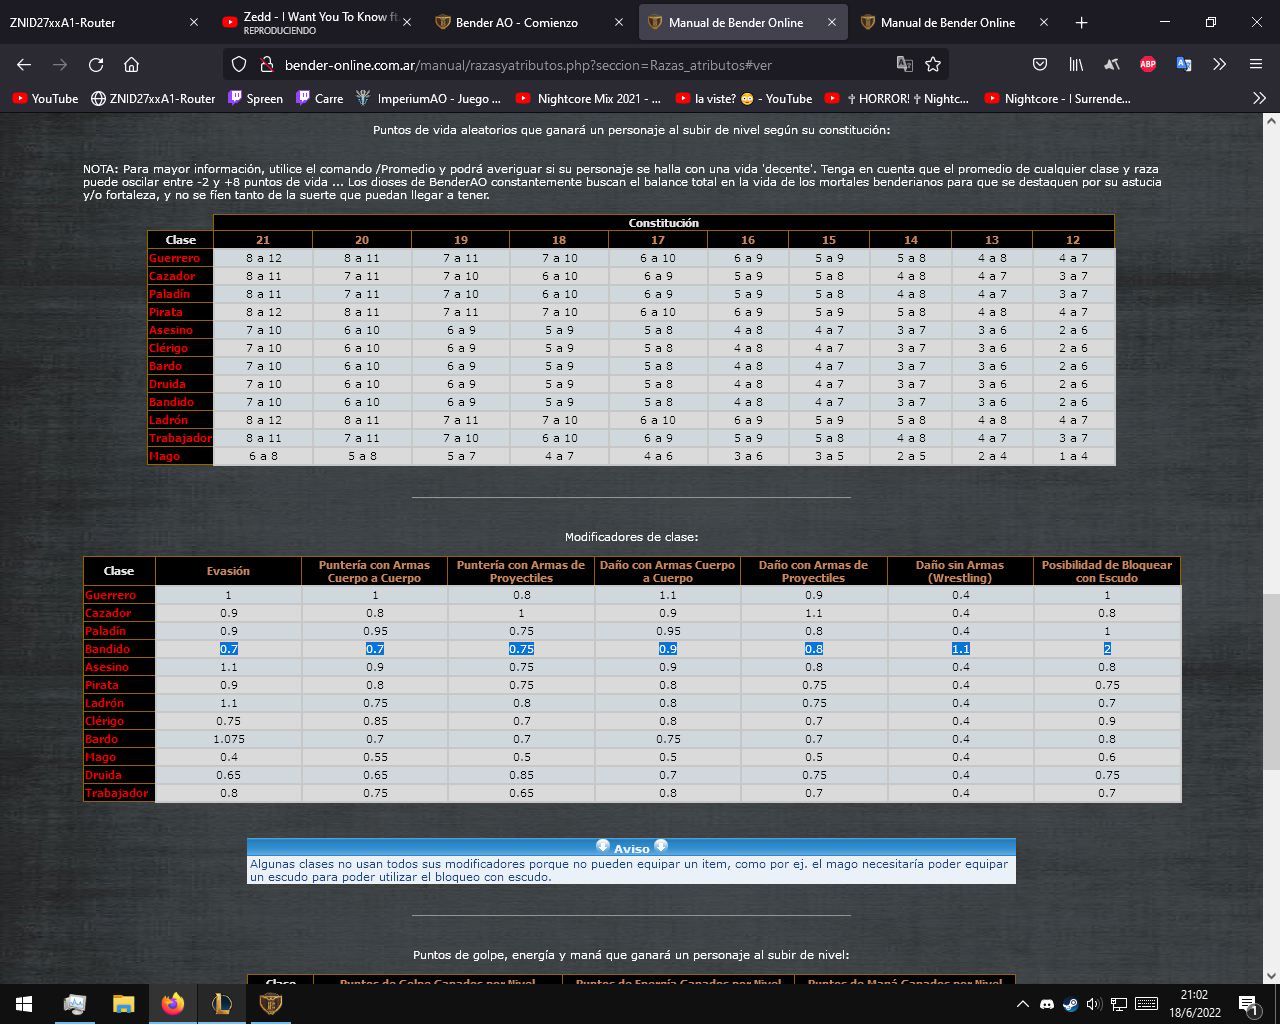 ZNID27xxA1-Router
Zedd - I Want You To Know ft
REPRODUCIENDO
Bender AO - Comienzo
Manual de Bender Online
Manual de Bender Online
bender-online.com.ar/manual/razasyatributos.php?seccion=Razas_atributos#ver
ABP
YouTube
ZNID27xxA1-Router
Spreen
Carre
ImperiumAO - Juego ...
Nightcore Mix 2021 - ...
la viste? 😳 - YouTube
✞ HORROR! ✞ Nightc...
Nightcore - I Surrende...
Puntos de vida aleatorios que ganará un personaje al subir de nivel según su constitución:
NOTA: Para mayor información, utilice el comando /Promedio y podrá averiguar si su personaje se halla con una vida 'decente'. Tenga en cuenta que el promedio de cualquier clase y raza
puede oscilar entre -2 y +8 puntos de vida ... Los dioses de BenderAO constantemente buscan el balance total en la vida de los mortales benderianos para que se destaquen por su astucia
y/o fortaleza, y no se fíen tanto de la suerte que puedan llegar a tener.
Constitución
Clase 21 20 19 18 17 16 15 14 13 12
Guerrero 8 a 12 8 a 11 7 a 11 7 a 10 6 a 10 6 a 9 5 a 9 5 a 8 4 a 8 4 a 7
Cazador 8 a 11 7 a 11 7 a 10 6 a 10 6 a 9 5 a 9 5 a 8 4 a 8 4 a 7 3 a 7
Paladín 8 a 11 7 a 11 7 a 10 6 a 10 6 a 9 5 a 9 5 a 8 4 a 8 4 a 7 3 a 7
Pirata 8 a 12 8 a 11 7 a 11 7 a 10 6 a 10 6 a 9 5 a 9 5 a 8 4 a 8 4 a 7
Asesino 7 a 10 6 a 10 6 a 9 5 a 9 5 a 8 4 a 8 4 a 7 3 a 7 3 a 6 2 a 6
Clérigo 7 a 10 6 a 10 6 a 9 5 a 9 5 a 8 4 a 8 4 a 7 3 a 7 3 a 6 2 a 6
Bardo 7 a 10 6 a 10 6 a 9 5 a 9 5 a 8 4 a 8 4 a 7 3 a 7 3 a 6 2 a 6
Druida 7 a 10 6 a 10 6 a 9 5 a 9 5 a 8 4 a 8 4 a 7 3 a 7 3 a 6 2 a 6
Bandido 7 a 10 6 a 10 6 a 9 5 a 9 5 a 8 4 a 8 4 a 7 3 a 7 3 a 6 2 a 6
Ladrón 8 a 12 8 a 11 7 a 11 7 a 10 6 a 10 6 a 9 5 a 9 5 a 8 4 a 8 4 a 7
Trabajador 8 a 11 7 a 11 7 a 10 6 a 10 6 a 9 5 a 9 5 a 8 4 a 8 4 a 7 3 a 7
Mago 6 a 8 5 a 8 5 a 7 4 a 7 4 a 6 3 a 6 3 a 5 2 a 5 2 a 4 1 a 4
Modificadores de clase:
Clase Evasión Puntería con Armas Cuerpo a Cuerpo Puntería con Armas de Proyectiles Daño con Armas Cuerpo a Cuerpo Daño con Armas de Proyectiles Daño sin Armas (Wrestling) Posibilidad de Bloquear con Escudo
Guerrero 1 1 0.8 1.1 0.9 0.4 1
Cazador 0.9 0.8 1 0.9 1.1 0.4 0.8
Paladín 0.9 0.95 0.75 0.95 0.8 0.4 1
Bandido 0.7 0.7 0.75 0.9 0.8 1.1 2
Asesino 1.1 0.9 0.75 0.9 0.8 0.4 0.8
Pirata 0.9 0.8 0.75 0.8 0.75 0.4 0.75
Ladrón 1.1 0.75 0.8 0.8 0.75 0.4 0.7
Clérigo 0.75 0.85 0.7 0.8 0.7 0.4 0.9
Bardo 1.075 0.7 0.7 0.75 0.7 0.4 0.8
Mago 0.4 0.55 0.5 0.5 0.5 0.4 0.6
Druida 0.65 0.65 0.85 0.7 0.75 0.4 0.75
Trabajador 0.8 0.75 0.65 0.8 0.7 0.4 0.7
Aviso
Algunas clases no usan todos sus modificadores porque no pueden equipar un item, como por ej. el mago necesitaría poder equipar
un escudo para poder utilizar el bloqueo con escudo.
Puntos de golpe, energía y maná que ganará un personaje al subir de nivel:
Clase Puntos de Golpe Ganados por Nivel Puntos de Energía Ganados por Nivel Puntos de Maná Ganados por Nivel
21:02
18/6/2022
1